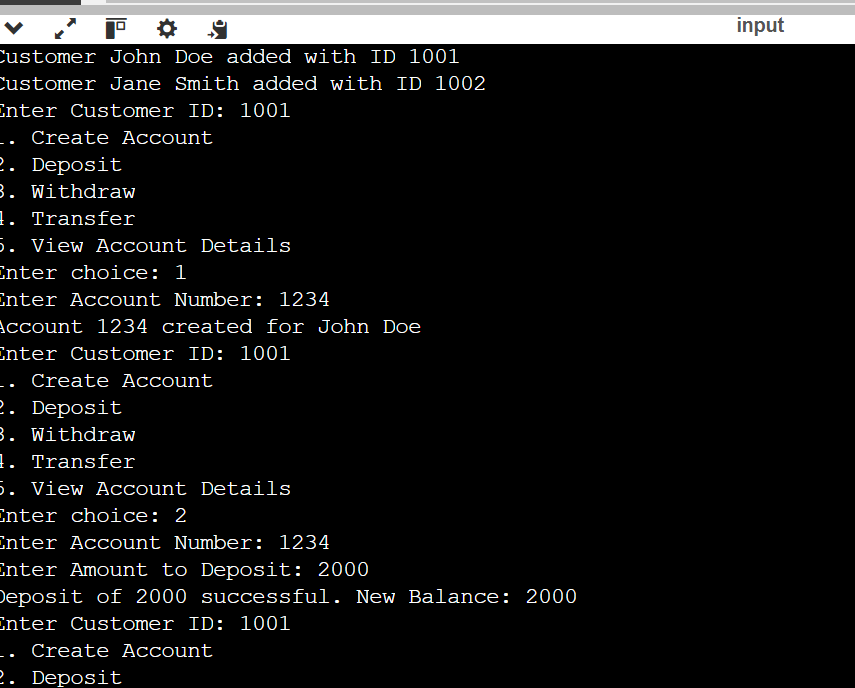 input
Customer John Doe added with ID 1001
Customer Jane Smith added with ID 1002
Enter Customer ID: 1001
1. Create Account
2. Deposit
3. Withdraw
4. Transfer
5. View Account Details
Enter choice: 1
Enter Account Number: 1234
Account 1234 created for John Doe
Enter Customer ID: 1001
1. Create Account
2. Deposit
3. Withdraw
4. Transfer
5. View Account Details
Enter choice: 2
Enter Account Number: 1234
Enter Amount to Deposit: 2000
Deposit of 2000 successful. New Balance: 2000
Enter Customer ID: 1001
1. Create Account
2. Deposit